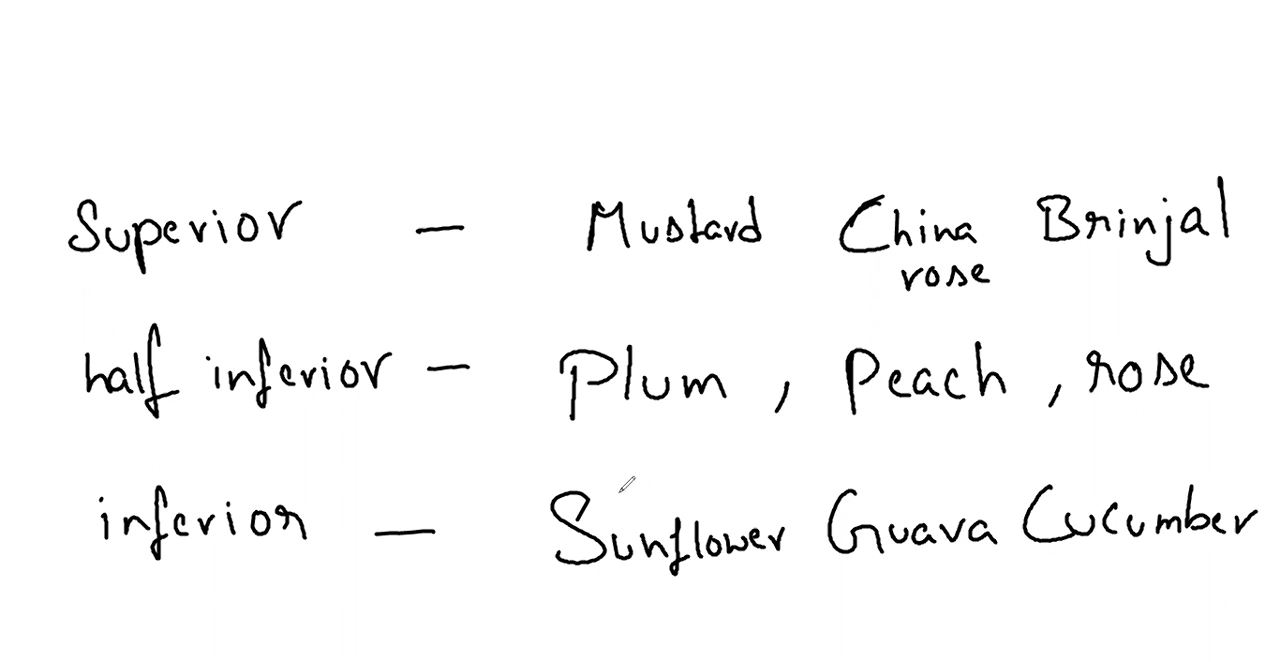 Superior - Mustard China Brinjal
rose
half inferior - Plum, Peach, rose
inferior - Sunflower Guava Cucumber